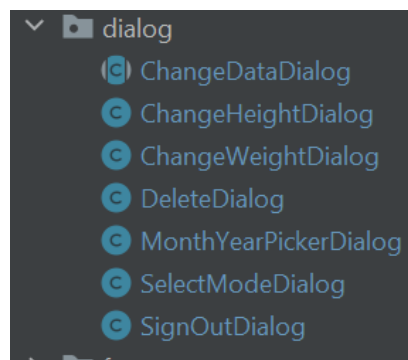 dialog
ChangeDataDialog
ChangeHeightDialog
ChangeWeightDialog
DeleteDialog
MonthYearPickerDialog
SelectModeDialog
SignOutDialog